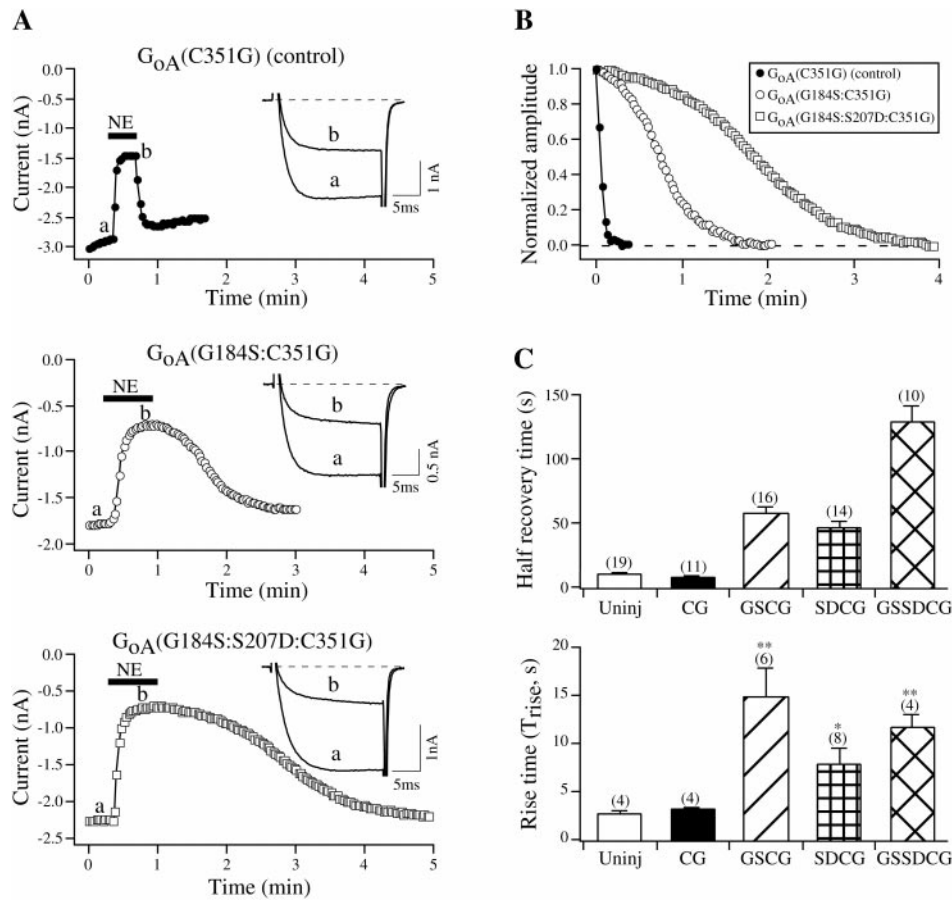 A
G_oA(C351G) (control)
0.0
-0.5
-1.0
-1.5
-2.0
-2.5
-3.0
Current (nA)
NE
a
b
b
a
1 nA
5ms
0 1 2 3 4 5
Time (min)
G_oA(G184S:C351G)
0.0
-0.5
-1.0
-1.5
-2.0
Current (nA)
NE
a
b
b
a
0.5 nA
5ms
0 1 2 3 4 5
Time (min)
G_oA(G184S:S207D:C351G)
0.0
-0.5
-1.0
-1.5
-2.0
-2.5
Current (nA)
NE
a
b
b
a
1nA
5ms
0 1 2 3 4 5
Time (min)
B
1.0
0.8
0.6
0.4
0.2
0.0
Normalized amplitude
G_oA(C351G) (control)
G_oA(G184S:C351G)
G_oA(G184S:S207D:C351G)
0 1 2 3 4
Time (min)
C
Half recovery time (s)
150
100
50
0
(19) (11) (16) (14) (10)
Uninj CG GSCG SDCG GSSDCG
Rise time (T_rise, s)
20
15
10
5
0
** * **
(4) (4) (6) (8) (4)
Uninj CG GSCG SDCG GSSDCG